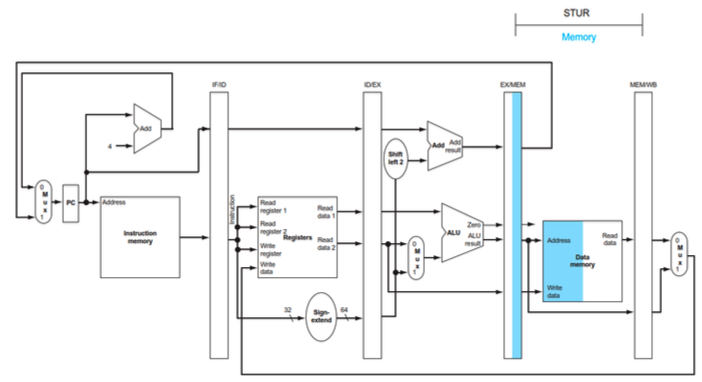 STUR
Memory
IF/ID
ID/EX
EX/MEM
MEM/WB
Add
4
Shift
left 2
Add
Add
result
0
M
u
x
1
PC
Address
Instruction
memory
Instruction
Read
register 1
Read
register 2
Write
register
Write
data
Registers
Read
data 1
Read
data 2
0
M
u
x
1
ALU
Zero
ALU
result
Address
Read
data
Data
memory
Write
data
0
M
u
x
1
32
Sign-
extend
64